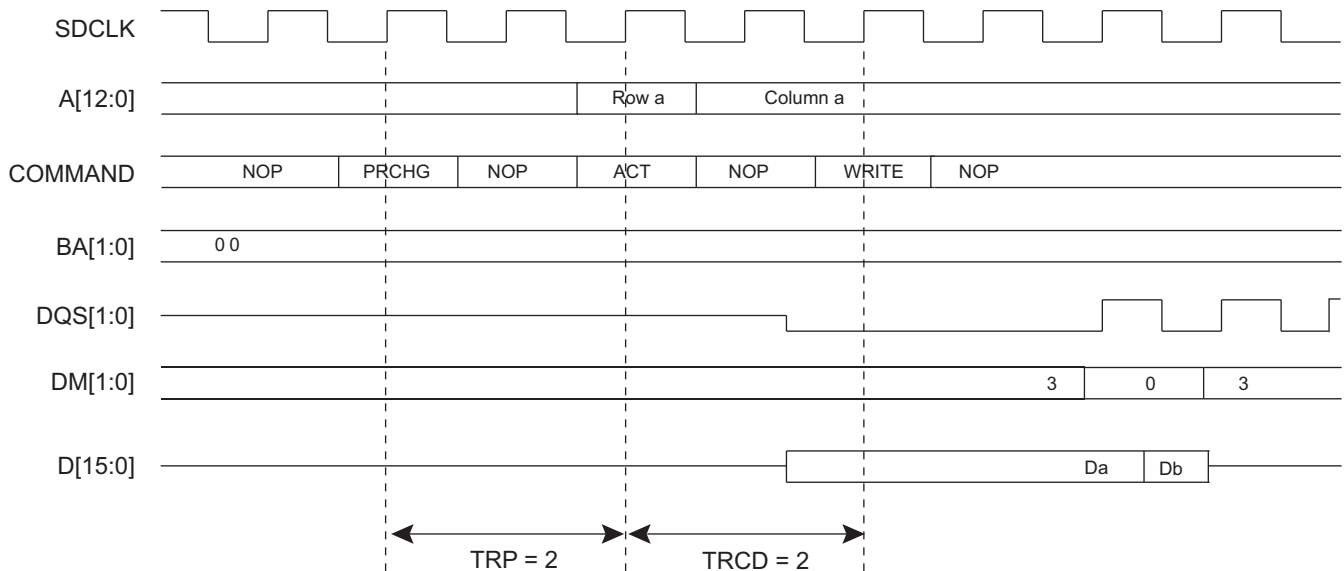 SDCLK
A[12:0] Row a Column a
COMMAND NOP PRCHG NOP ACT NOP WRITE NOP
BA[1:0] 0 0
DQS[1:0]
DM[1:0] 3 0 3
D[15:0] Da Db
TRP = 2 TRCD = 2